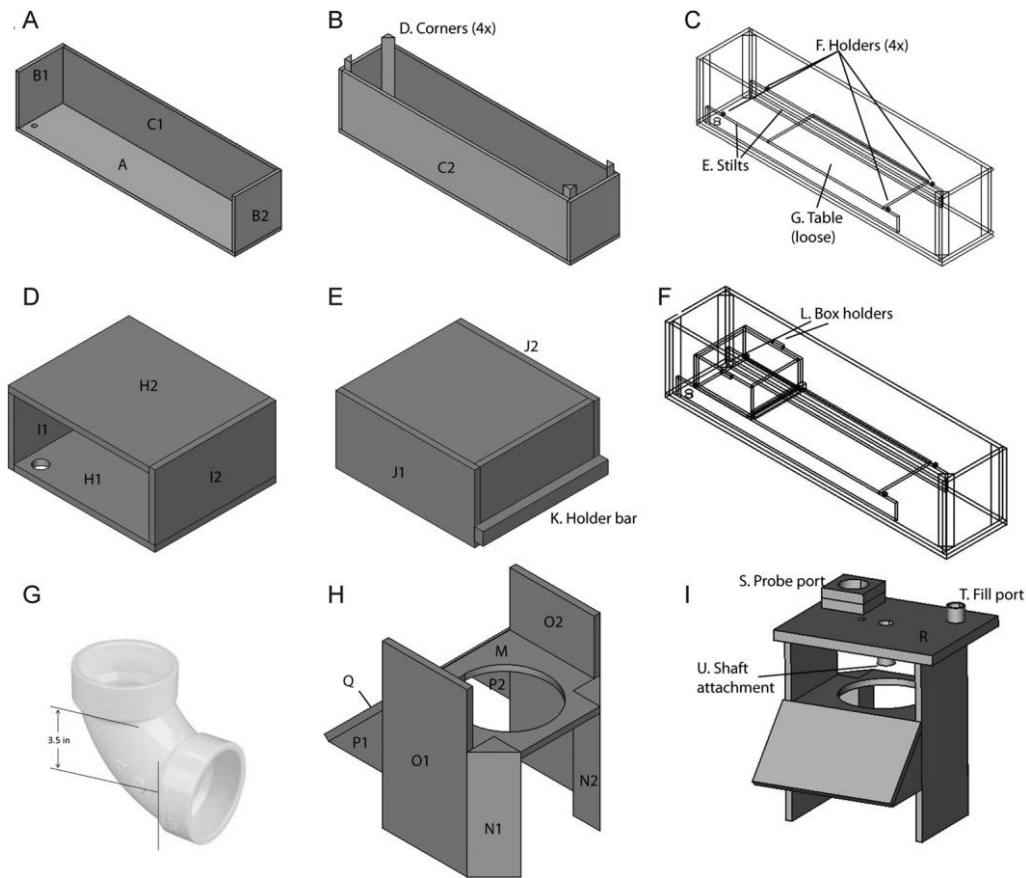 A
B1
C1
A
B2
B
D. Corners (4x)
C2
C
F. Holders (4x)
E. Stilts
G. Table
(loose)
D
H2
I1
H1
I2
E
J2
J1
K. Holder bar
F
L. Box holders
G
3.5 in
H
O2
M
P2
Q
P1
O1
N2
N1
I
S. Probe port
T. Fill port
R
U. Shaft
attachment